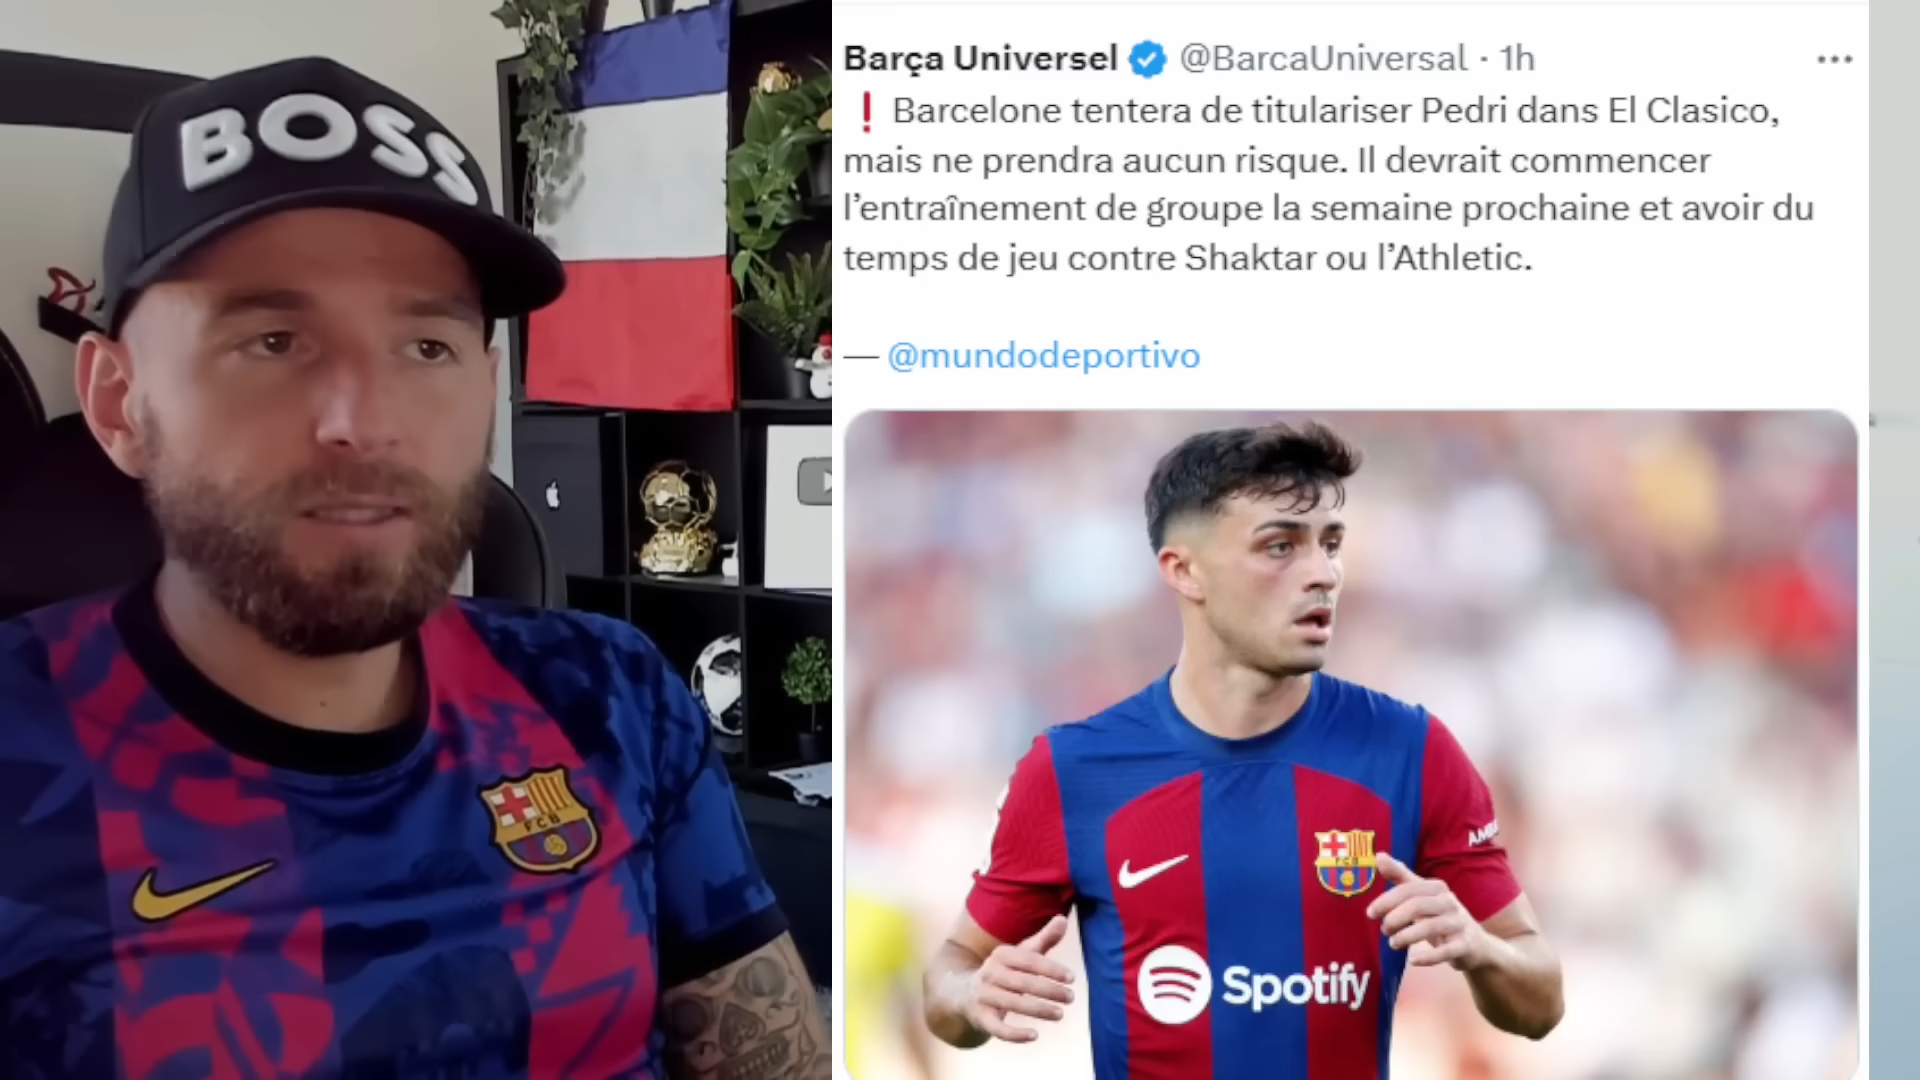 BOSS
FCB
Barça Universel @BarcaUniversal · 1h
❗ Barcelone tentera de titulariser Pedri dans El Clasico,
mais ne prendra aucun risque. Il devrait commencer
l'entraînement de groupe la semaine prochaine et avoir du
temps de jeu contre Shaktar ou l'Athletic.
— @mundodeportivo
FCB
Spotify